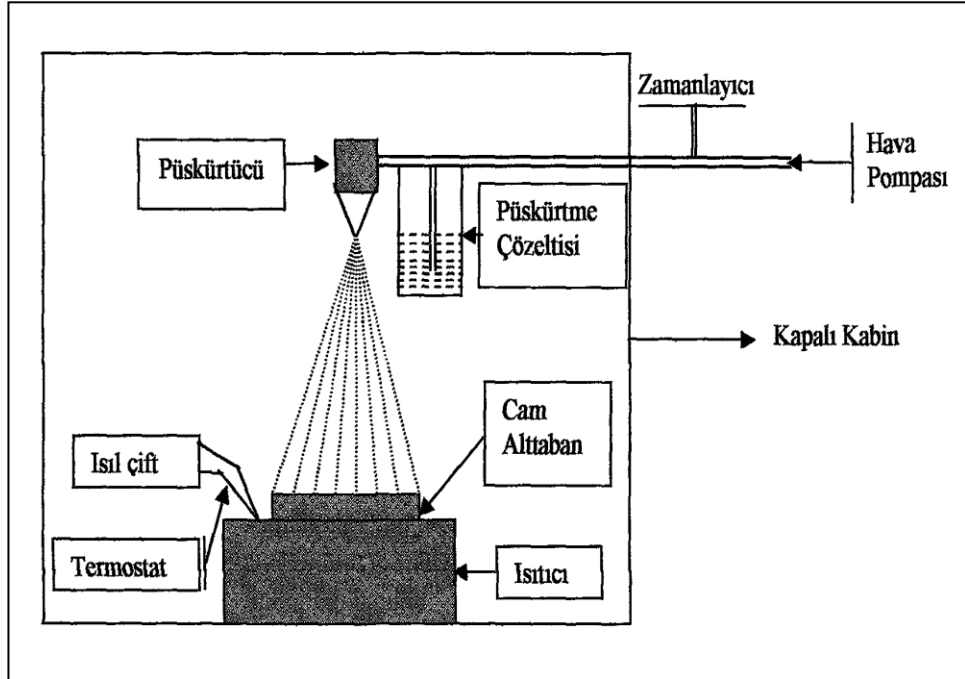 Zamanlayıcı
Hava
Pompası
Püskürtücü
Püskürtme
Çözeltisi
Kapalı Kabin
Cam
Alttaban
Isıl çift
Termostat
Isıtıcı